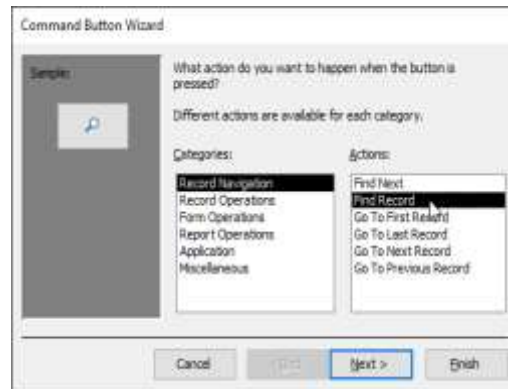 Command Button Wizard
Sample:
What action do you want to happen when the button is
pressed?
Different actions are available for each category.
Categories:
Actions:
Record Navigation
Record Operations
Form Operations
Report Operations
Application
Miscellaneous
Find Next
Find Record
Go To First Record
Go To Last Record
Go To Next Record
Go To Previous Record
Cancel
Next >
Finish